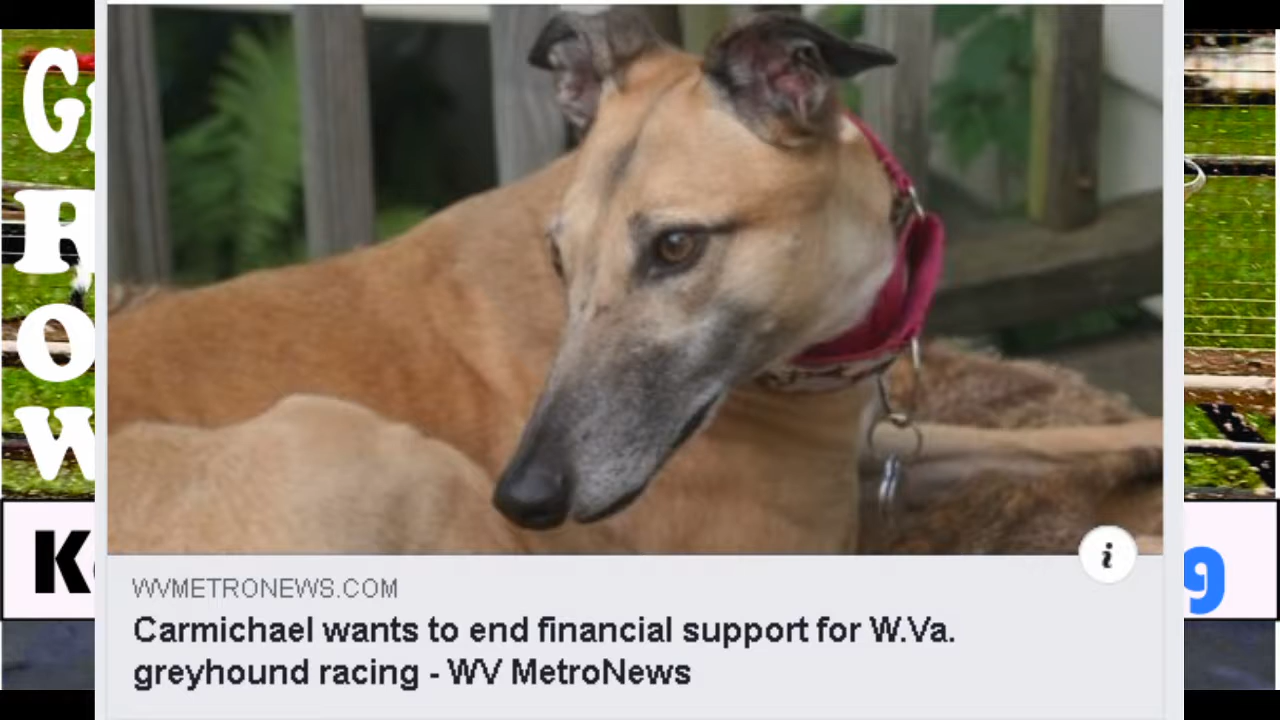 WVMETRONEWS.COM
Carmichael wants to end financial support for W.Va.
greyhound racing - WV MetroNews